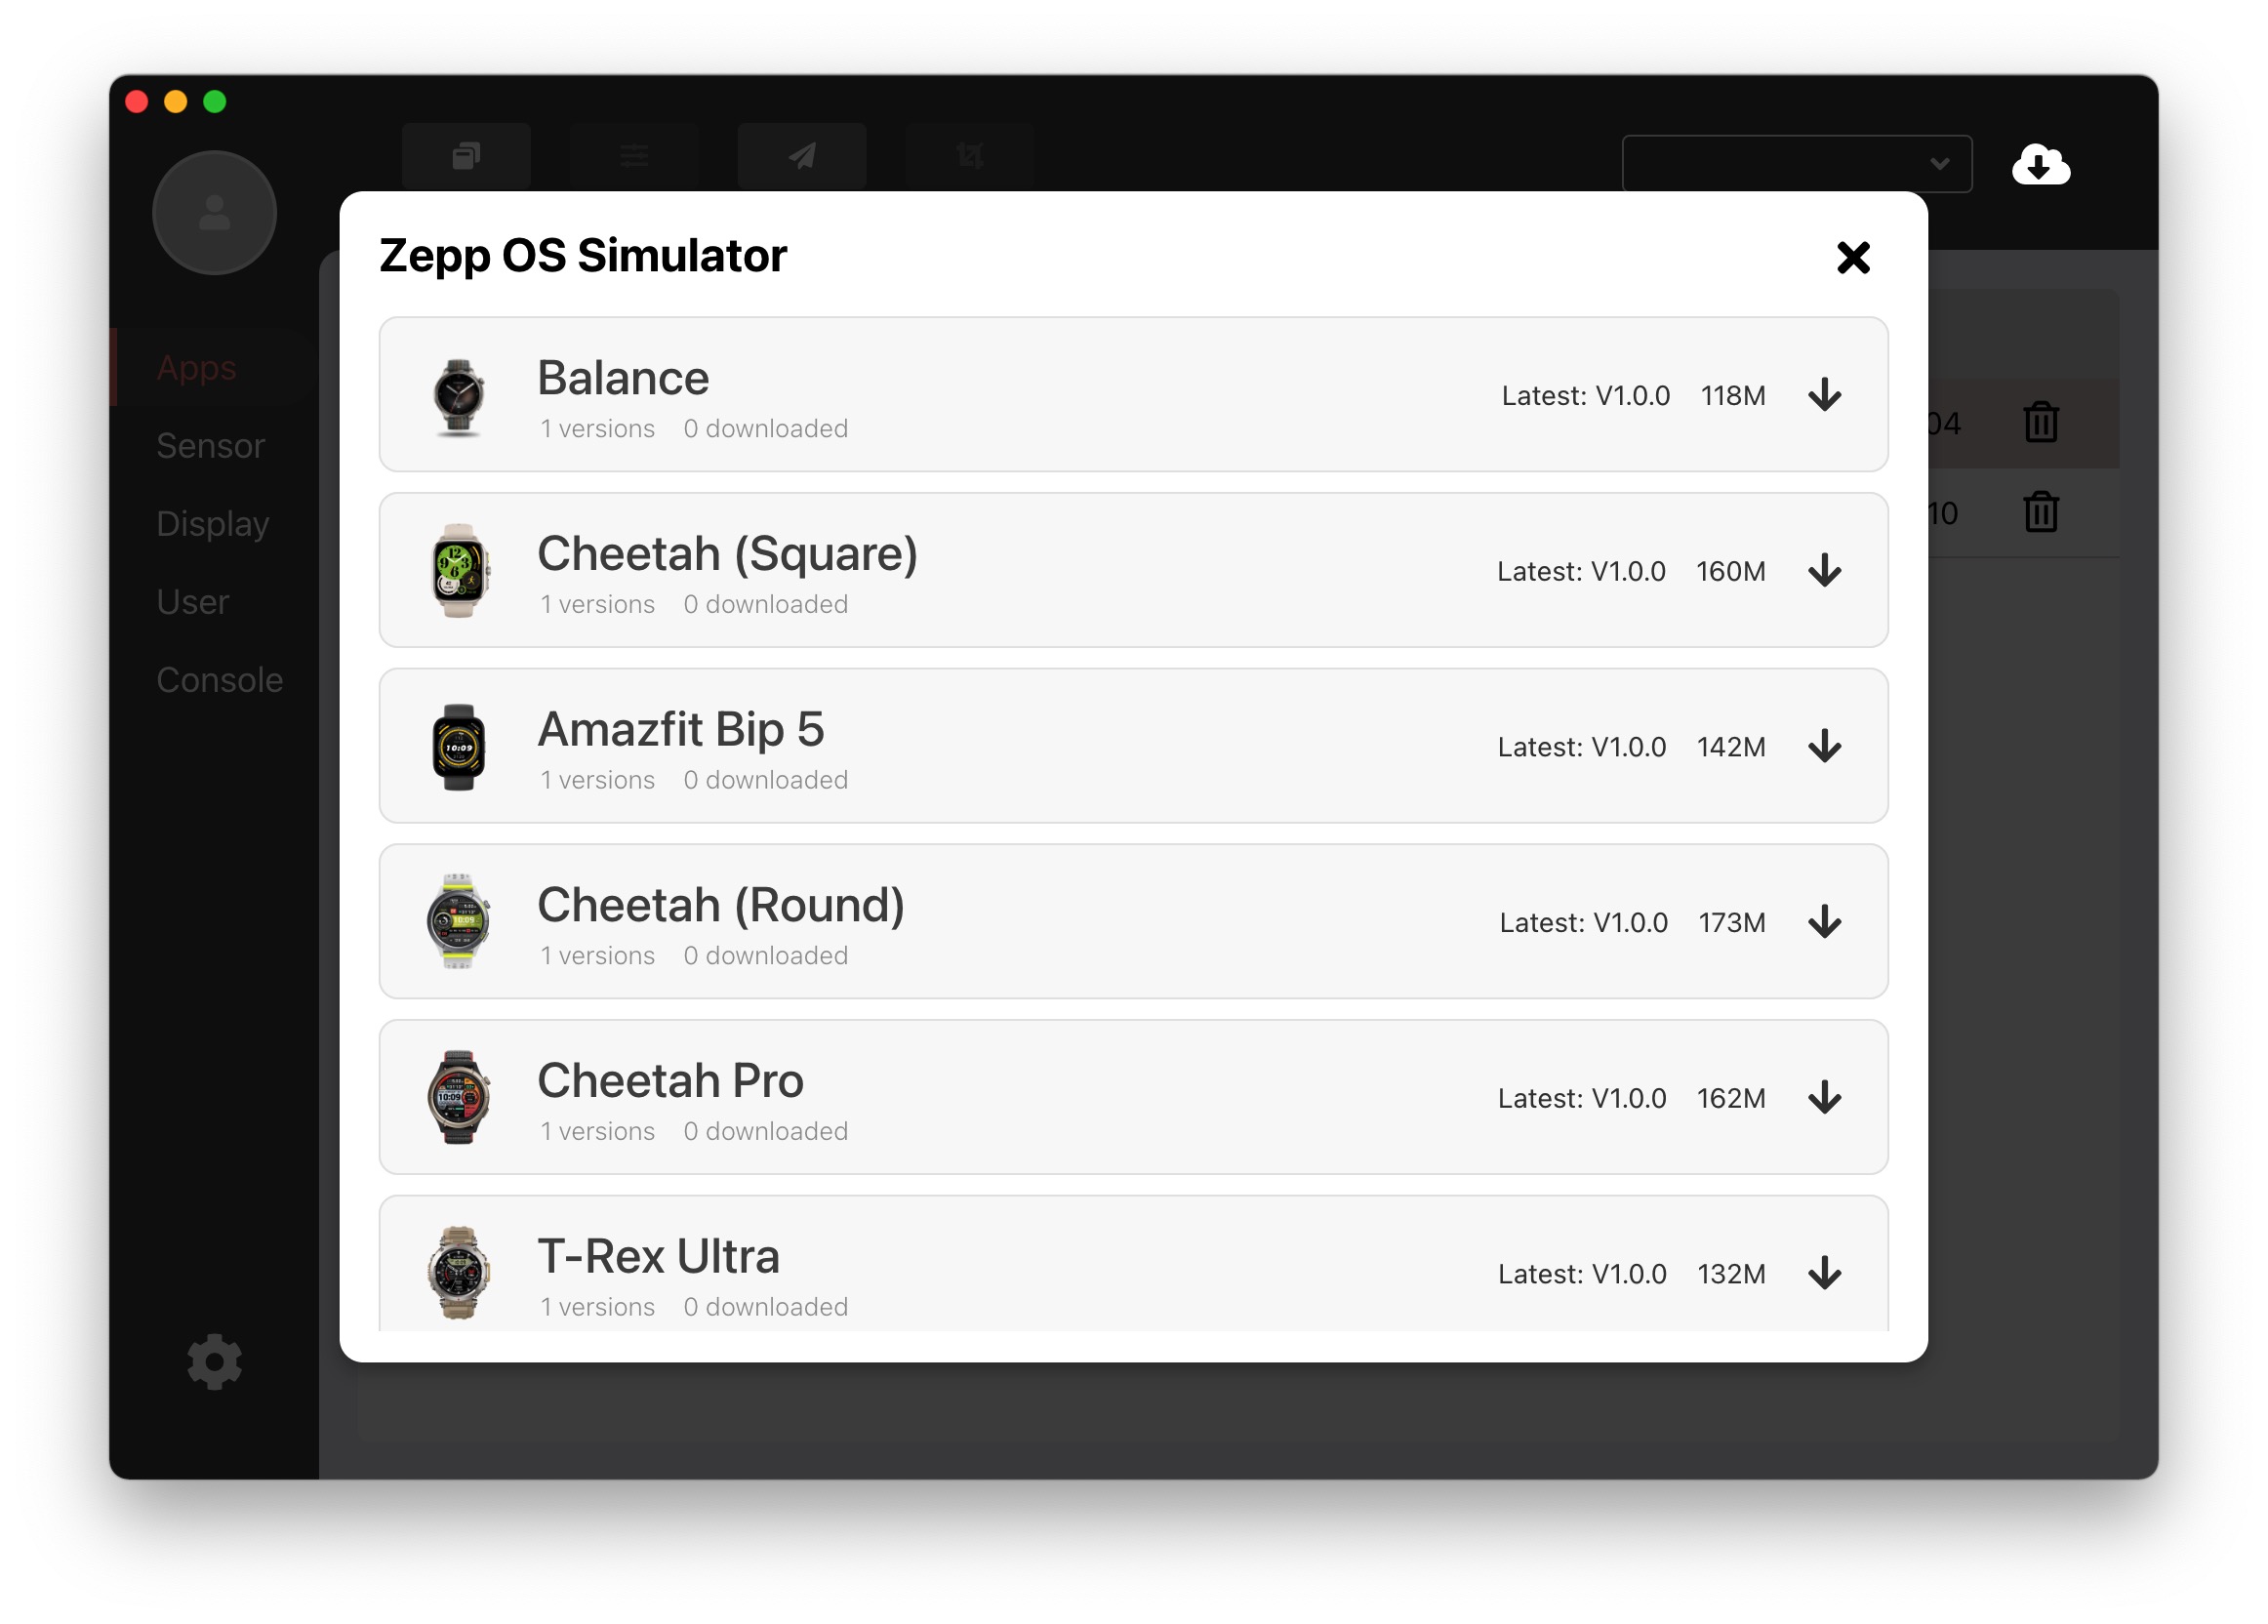 Zepp OS Simulator
Apps
Sensor
Display
User
Console
Balance
1 versions 0 downloaded
Latest: V1.0.0 118M
Cheetah (Square)
1 versions 0 downloaded
Latest: V1.0.0 160M
Amazfit Bip 5
1 versions 0 downloaded
Latest: V1.0.0 142M
Cheetah (Round)
1 versions 0 downloaded
Latest: V1.0.0 173M
Cheetah Pro
1 versions 0 downloaded
Latest: V1.0.0 162M
T-Rex Ultra
1 versions 0 downloaded
Latest: V1.0.0 132M
04
10